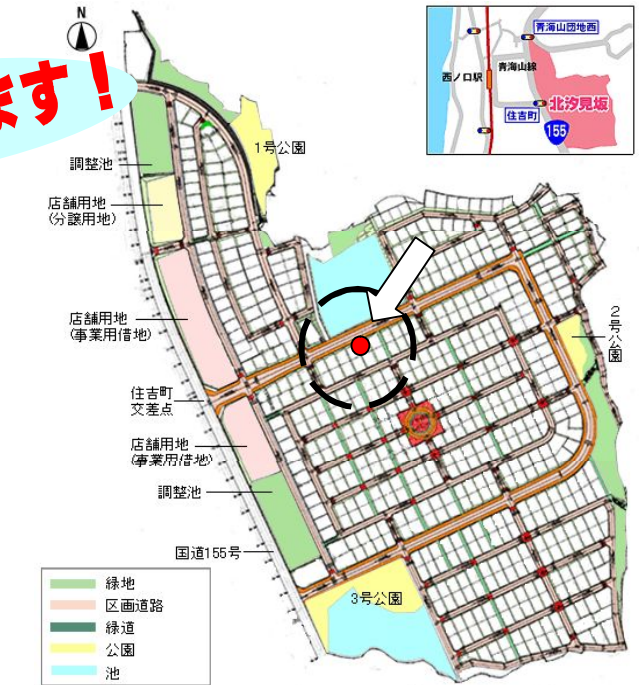 ます！
N
青海山団地西
青海山線
西ノ口駅
北汐見坂
住吉町
155
1号公園
調整池
店舗用地
(分譲用地)
店舗用地
(事業用借地)
2号公園
住吉町
交差点
店舗用地
(事業用借地)
調整池
国道155号
3号公園
緑地
区画道路
緑道
公園
池